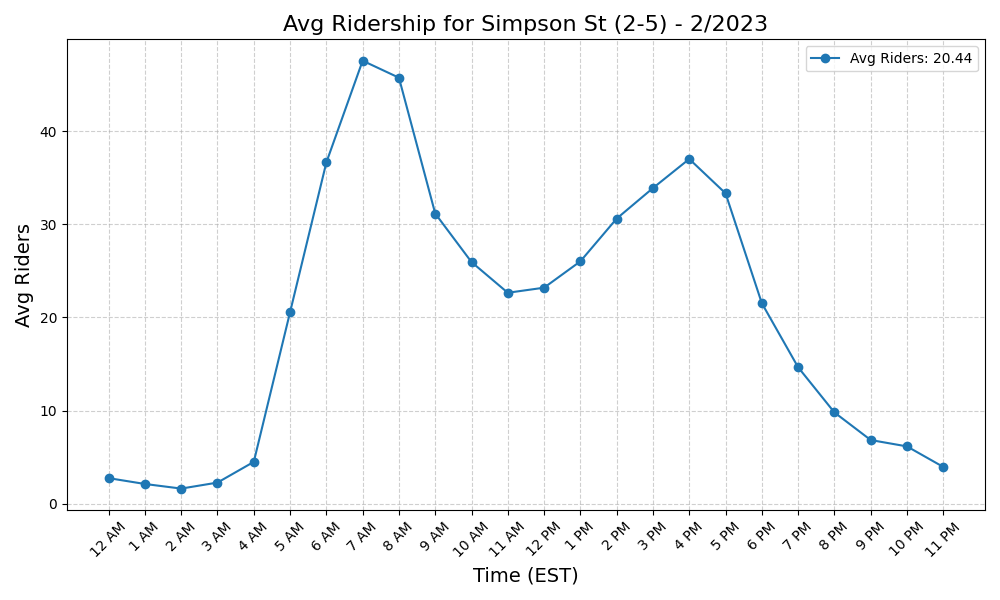 Avg Ridership for Simpson St (2-5) - 2/2023
Avg Riders: 20.44
Avg Riders
40
30
20
10
0
12 AM
1 AM
2 AM
3 AM
4 AM
5 AM
6 AM
7 AM
8 AM
9 AM
10 AM
11 AM
12 PM
1 PM
2 PM
3 PM
4 PM
5 PM
6 PM
7 PM
8 PM
9 PM
10 PM
11 PM
Time (EST)